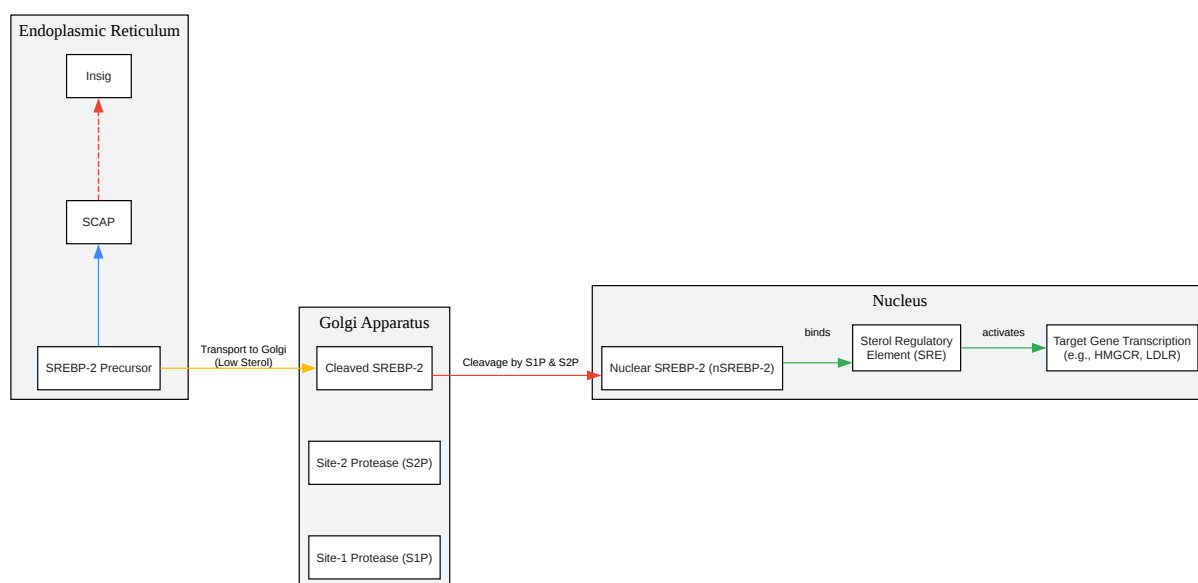 Endoplasmic Reticulum
Insig
SCAP
SREBP-2 Precursor
Transport to Golgi
(Low Sterol)
Golgi Apparatus
Cleaved SREBP-2
Site-2 Protease (S2P)
Site-1 Protease (S1P)
Cleavage by S1P & S2P
Nucleus
Nuclear SREBP-2 (nSREBP-2)
binds
Sterol Regulatory
Element (SRE)
activates
Target Gene Transcription
(e.g., HMGCR, LDLR)